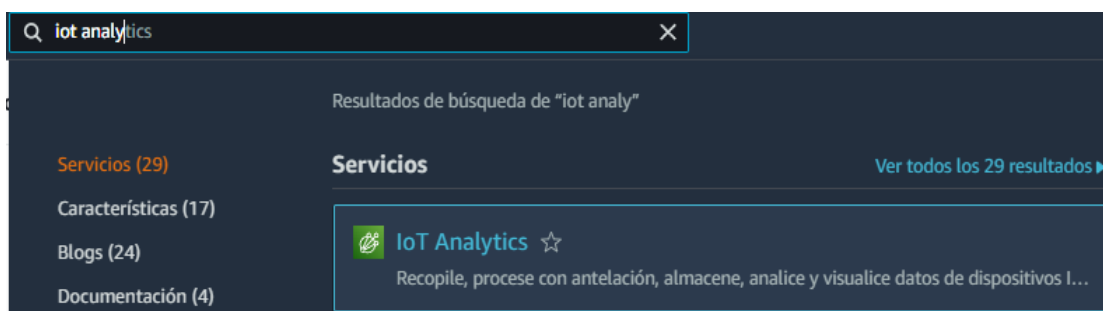 iot analytics
Resultados de búsqueda de “iot analy”
Servicios (29)
Servicios
Ver todos los 29 resultados
Características (17)
IoT Analytics
Blogs (24)
Recopile, procese con antelación, almacene, analice y visualice datos de dispositivos I...
Documentación (4)